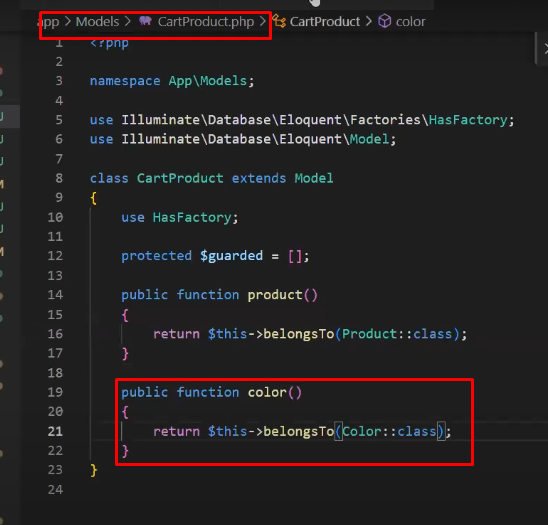 app > Models > CartProduct.php > CartProduct > color
1 <?php
2
3 namespace App\Models;
4
5 use Illuminate\Database\Eloquent\Factories\HasFactory;
6 use Illuminate\Database\Eloquent\Model;
7
8 class CartProduct extends Model
9 {
10 use HasFactory;
11
12 protected $guarded = [];
13
14 public function product()
15 {
16 return $this->belongsTo(Product::class);
17 }
18
19 public function color()
20 {
21 return $this->belongsTo(Color::class);
22 }
23 }
24